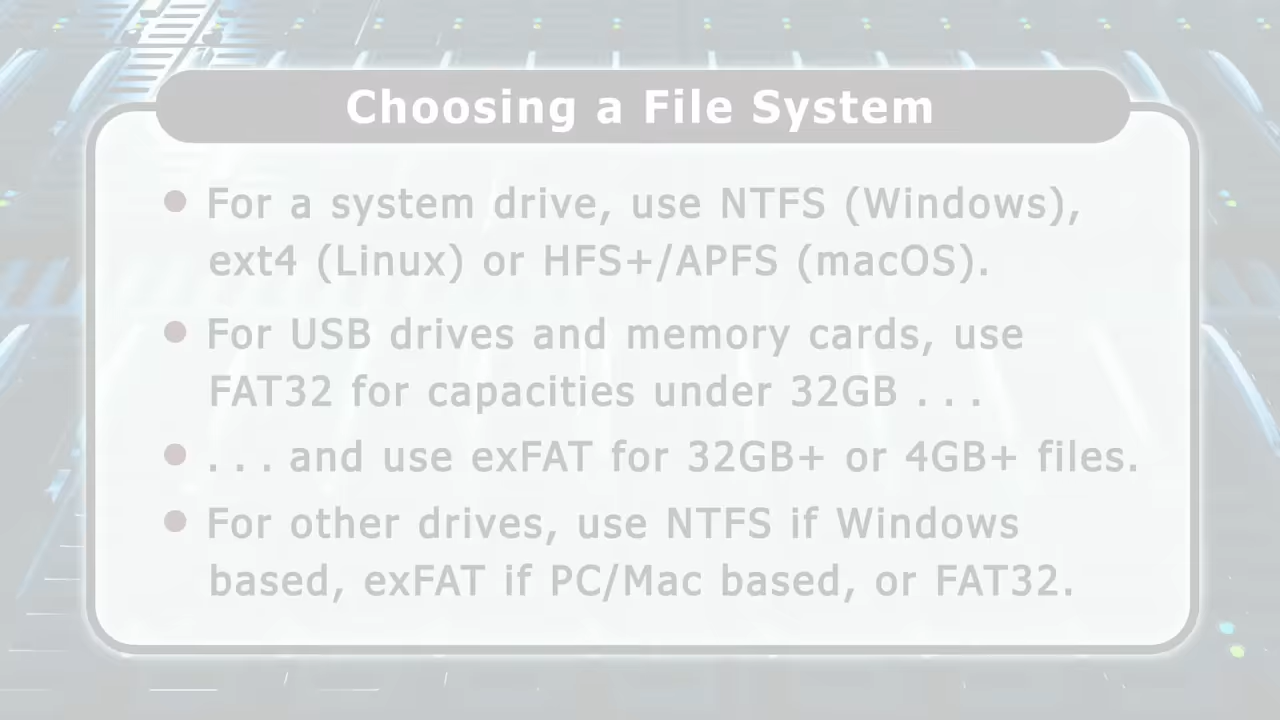 Choosing a File System
For a system drive, use NTFS (Windows),
ext4 (Linux) or HFS+/APFS (macOS).
For USB drives and memory cards, use
FAT32 for capacities under 32GB . . .
. . . and use exFAT for 32GB+ or 4GB+ files.
For other drives, use NTFS if Windows
based, exFAT if PC/Mac based, or FAT32.